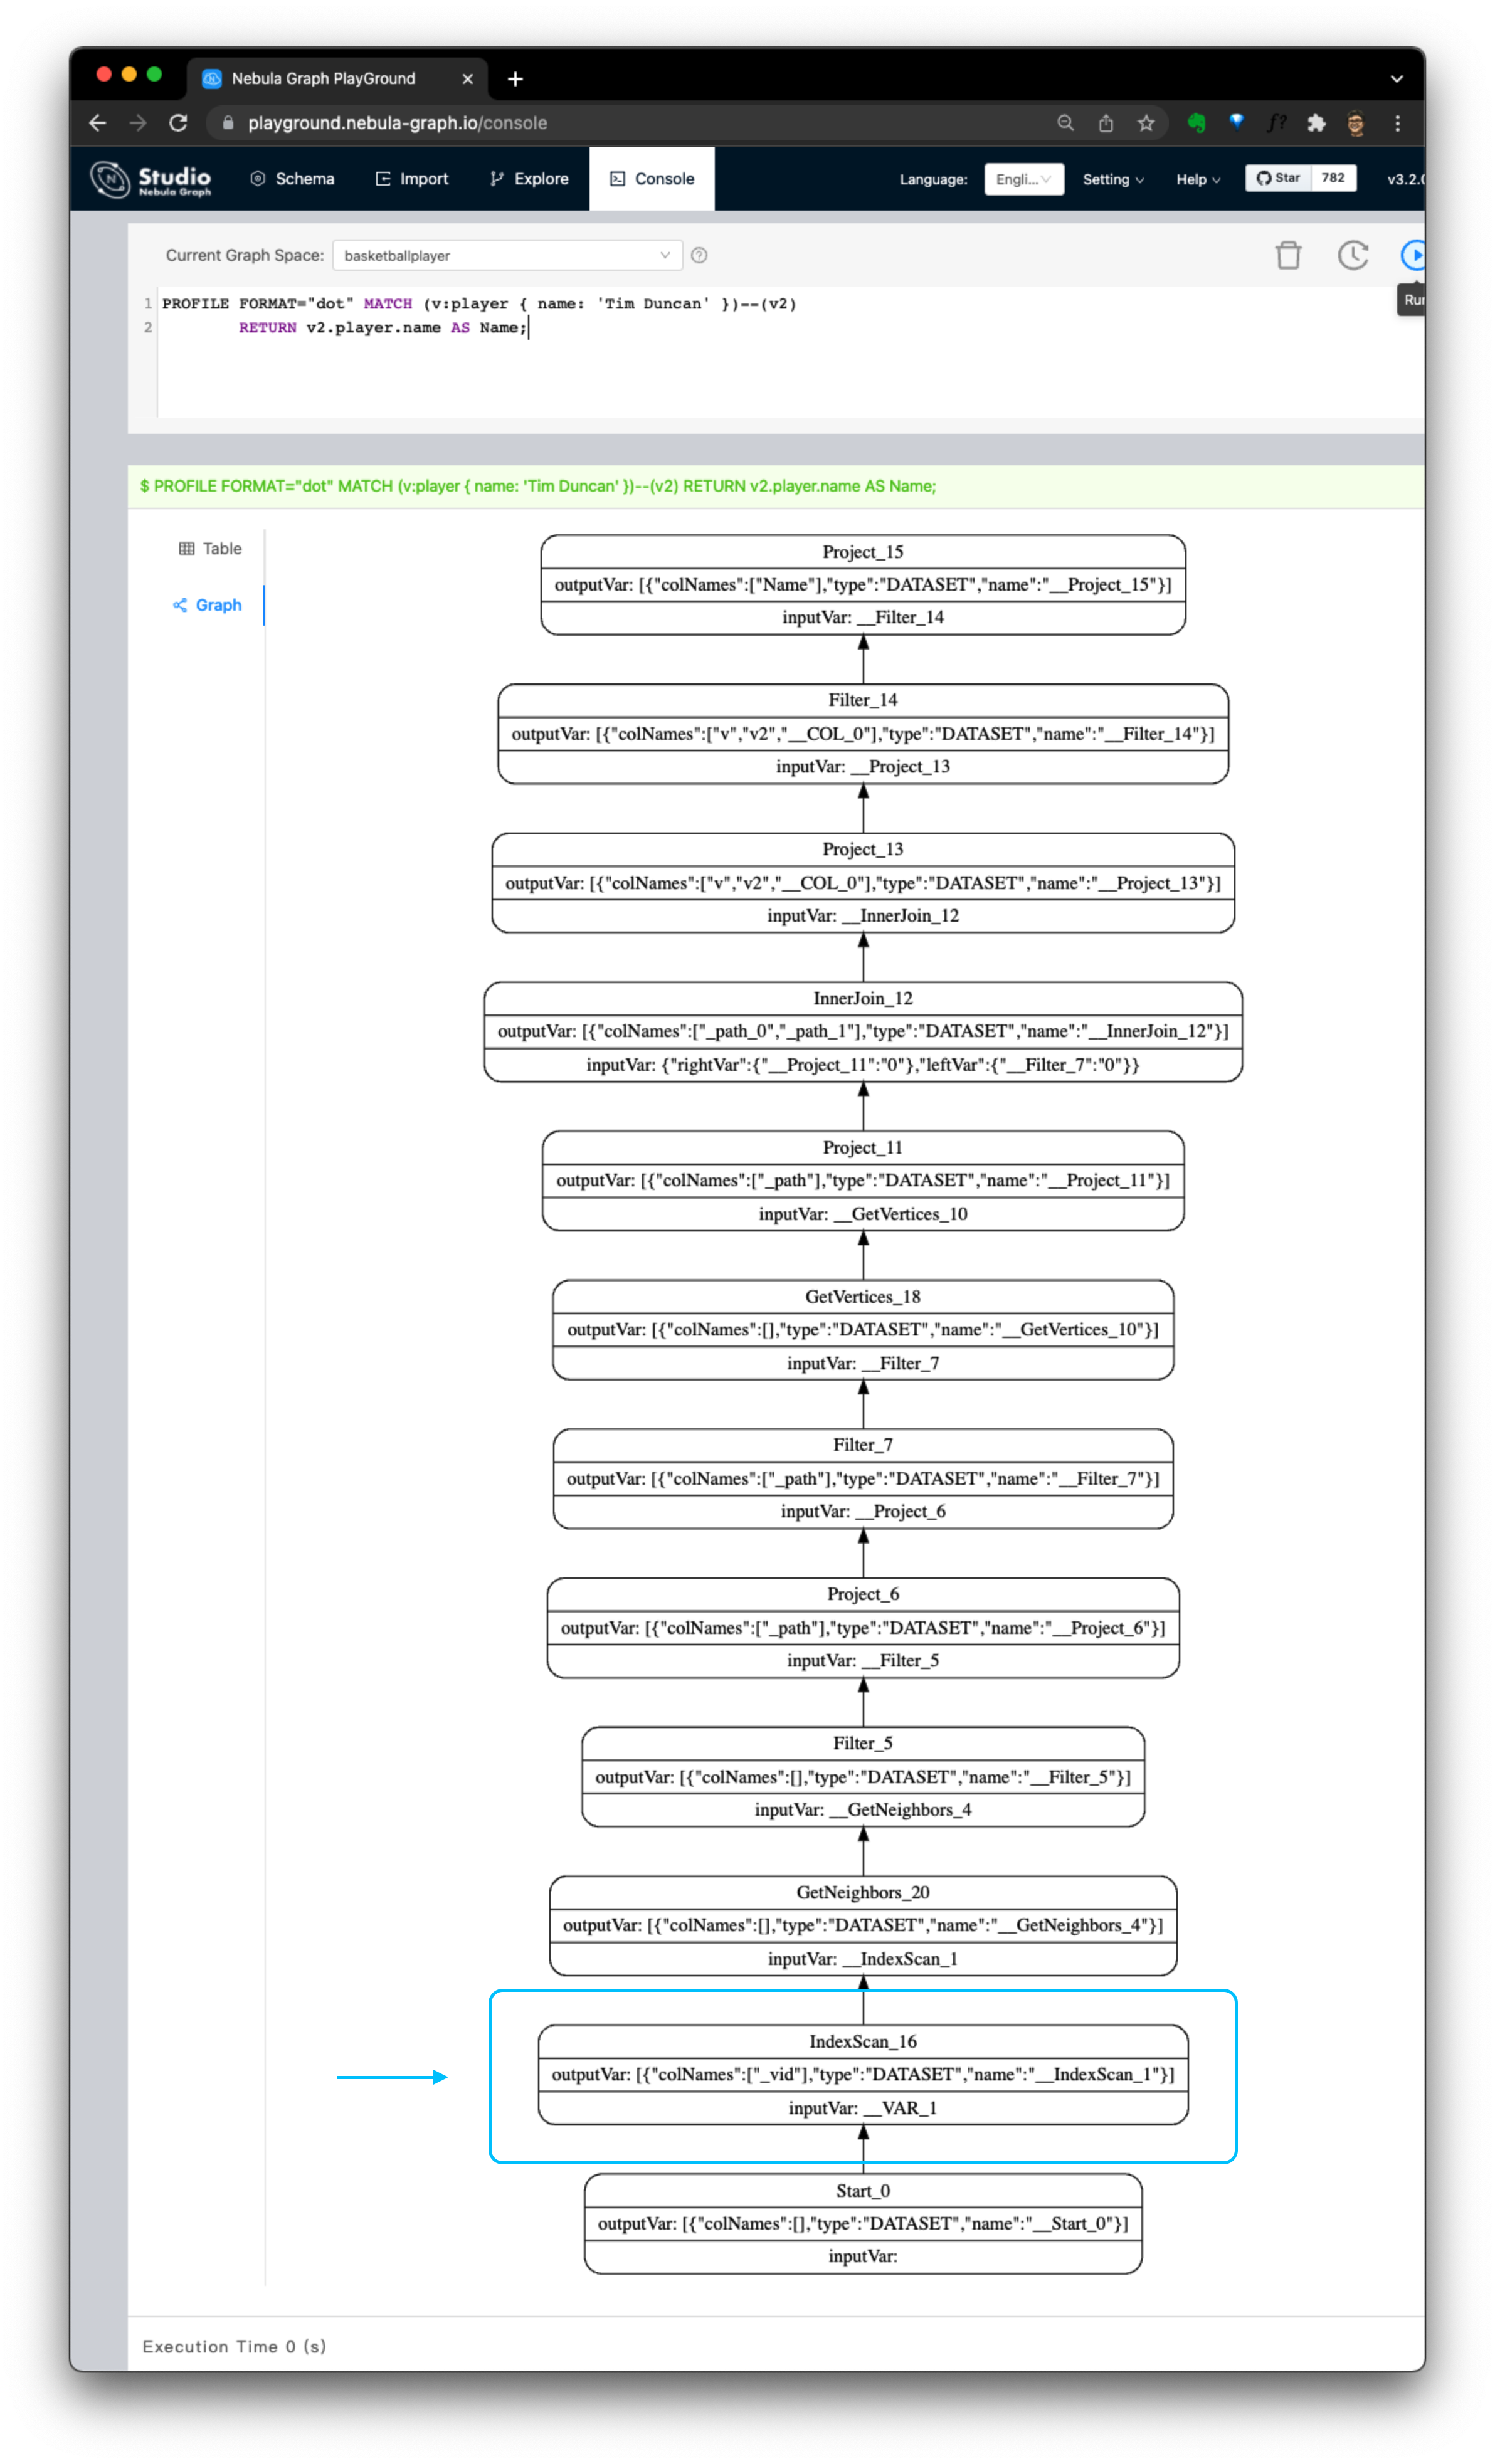 Nebula Graph PlayGround
playground.nebula-graph.io/console
f?
Studio
Nebula Graph
Schema
Import
Explore
Console
Language:
Engli...
Setting
Help
Star
782
Current Graph Space:
basketballplayer
1 PROFILE FORMAT="dot" MATCH (v:player { name: 'Tim Duncan' })--(v2)
2 RETURN v2.player.name AS Name;
$ PROFILE FORMAT="dot" MATCH (v:player { name: 'Tim Duncan' })--(v2) RETURN v2.player.name AS Name;
Table
Graph
Project_15
outputVar: [{"colNames":["Name"],"type":"DATASET","name":"__Project_15"}]
inputVar: __Filter_14
Filter_14
outputVar: [{"colNames":["v","v2","__COL_0"],"type":"DATASET","name":"__Filter_14"}]
inputVar: __Project_13
Project_13
outputVar: [{"colNames":["v","v2","__COL_0"],"type":"DATASET","name":"__Project_13"}]
inputVar: __InnerJoin_12
InnerJoin_12
outputVar: [{"colNames":["_path_0","_path_1"],"type":"DATASET","name":"__InnerJoin_12"}]
inputVar: {"rightVar":{"__Project_11":"0"},"leftVar":{"__Filter_7":"0"}}
Project_11
outputVar: [{"colNames":["_path"],"type":"DATASET","name":"__Project_11"}]
inputVar: __GetVertices_10
GetVertices_18
outputVar: [{"colNames":[],"type":"DATASET","name":"__GetVertices_10"}]
inputVar: __Filter_7
Filter_7
outputVar: [{"colNames":["_path"],"type":"DATASET","name":"__Filter_7"}]
inputVar: __Project_6
Project_6
outputVar: [{"colNames":["_path"],"type":"DATASET","name":"__Project_6"}]
inputVar: __Filter_5
Filter_5
outputVar: [{"colNames":[],"type":"DATASET","name":"__Filter_5"}]
inputVar: __GetNeighbors_4
GetNeighbors_20
outputVar: [{"colNames":[],"type":"DATASET","name":"__GetNeighbors_4"}]
inputVar: __IndexScan_1
IndexScan_16
outputVar: [{"colNames":["_vid"],"type":"DATASET","name":"__IndexScan_1"}]
inputVar: __VAR_1
Start_0
outputVar: [{"colNames":[],"type":"DATASET","name":"__Start_0"}]
inputVar:
Execution Time 0 (s)